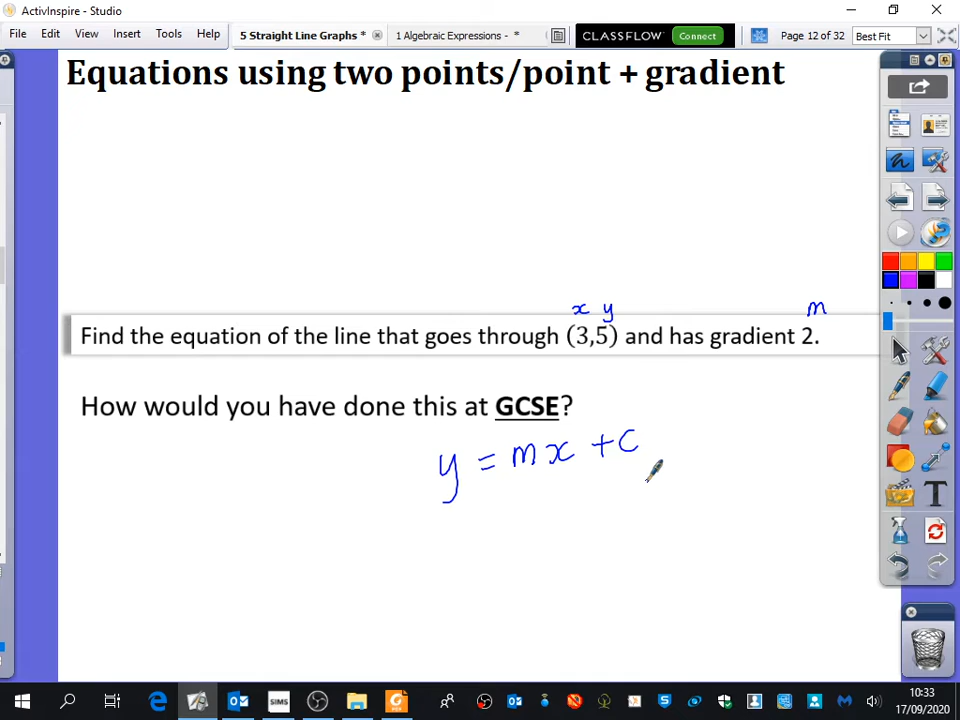 ActivInspire - Studio
File Edit View Insert Tools Help
5 Straight Line Graphs *
1 Algebraic Expressions - *
CLASSFLOW Connect
Page 12 of 32
Best Fit
Equations using two points/point + gradient
x y m
Find the equation of the line that goes through (3,5) and has gradient 2.
How would you have done this at GCSE?
y = mx + c
T
SIMS
10:33
17/09/2020